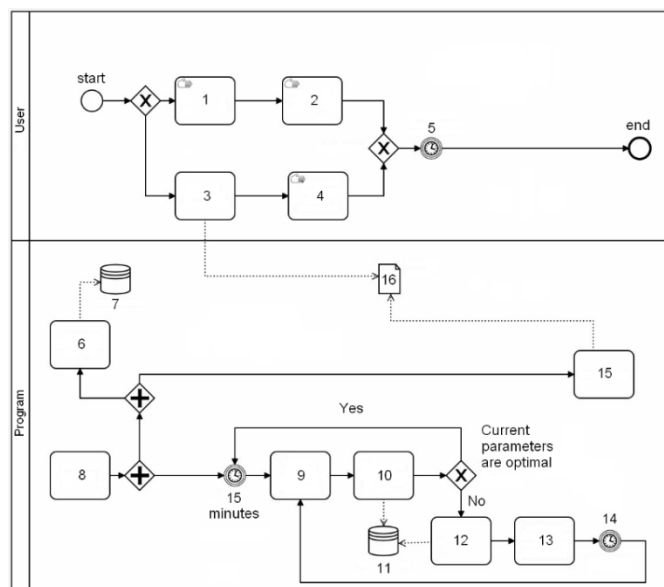 User
start
1
2
5
end
3
4
Program
7
16
6
15
Yes
Current
parameters
are optimal
8
15
minutes
9
10
No
11
12
13
14